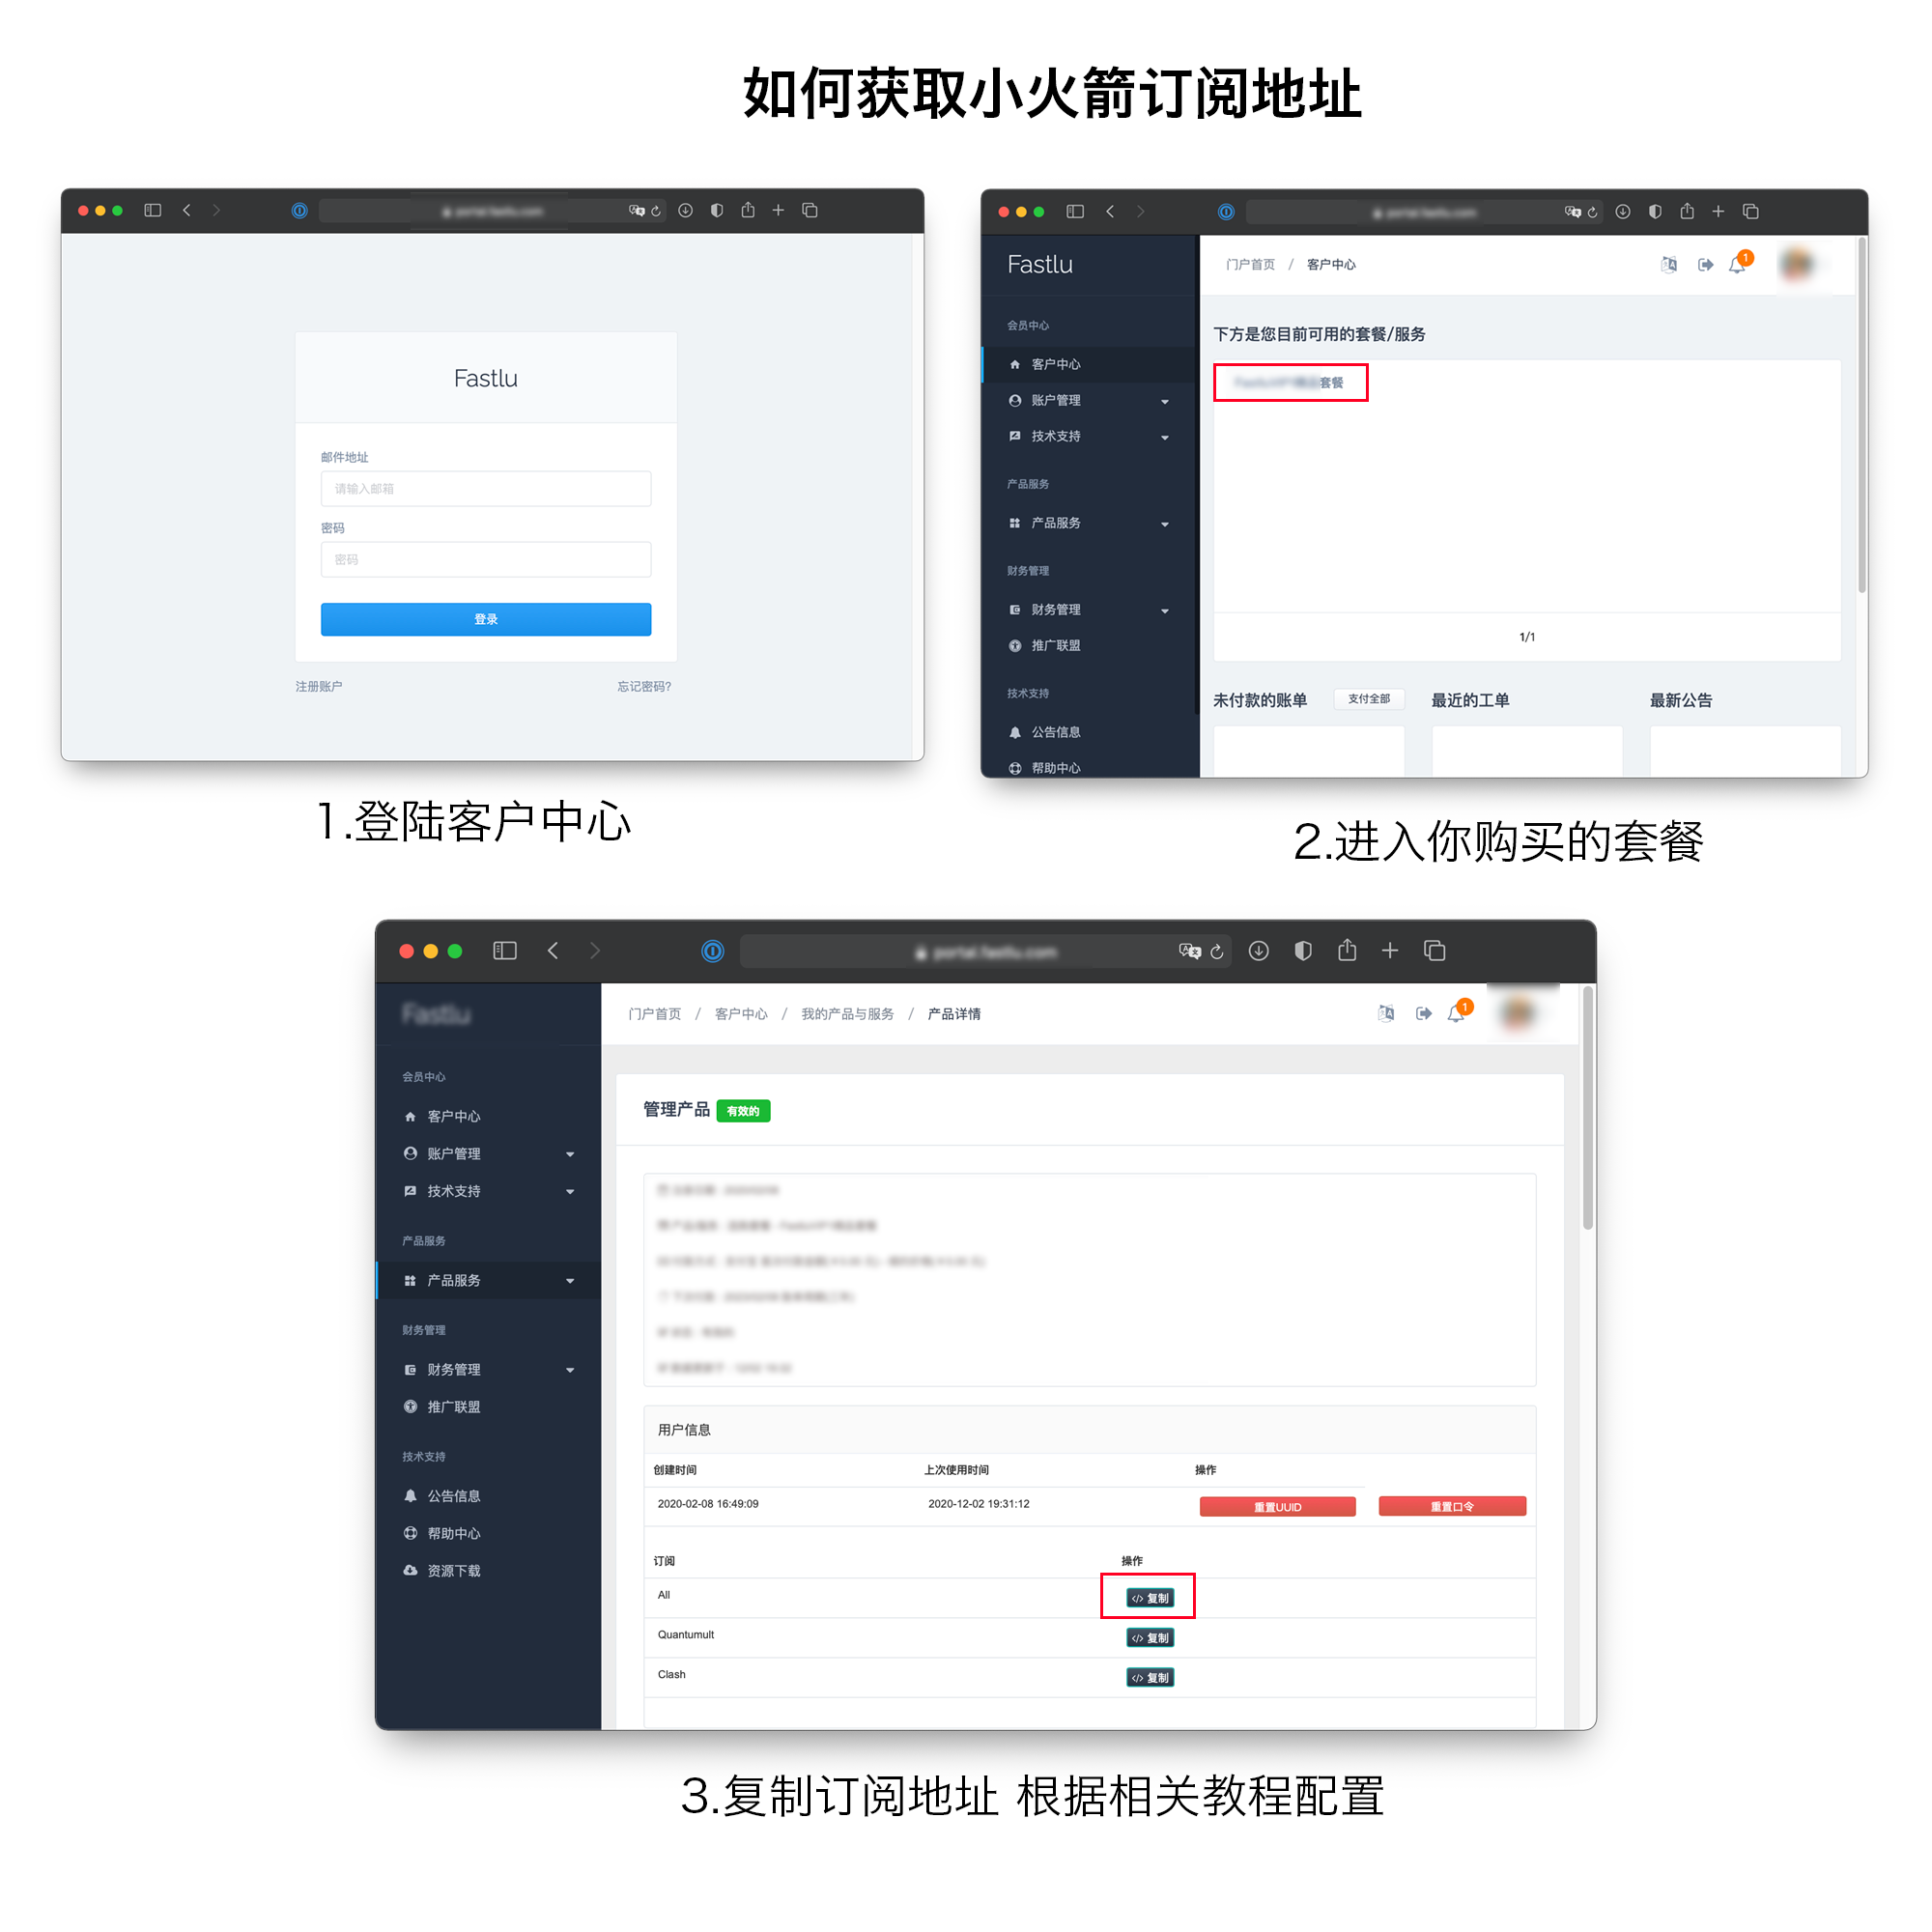 如何获取小火箭订阅地址
Fastlu
邮件地址
请输入邮箱
密码
密码
登录
注册账户 忘记密码?
1.登陆客户中心
Fastlu
会员中心
客户中心
账户管理
技术支持
产品服务
产品服务
财务管理
财务管理
推广联盟
技术支持
公告信息
帮助中心
门户首页 / 客户中心
1
下方是您目前可用的套餐/服务
套餐
1/1
未付款的账单 支付全部 最近的工单 最新公告
2.进入你购买的套餐
portal.fastlu.com
Fastlu
会员中心
客户中心
账户管理
技术支持
产品服务
产品服务
财务管理
财务管理
推广联盟
技术支持
公告信息
帮助中心
资源下载
门户首页 / 客户中心 / 我的产品与服务 / 产品详情
1
管理产品 有效的
用户信息
创建时间 上次使用时间 操作
2020-02-08 16:49:09 2020-12-02 19:31:12 重置UUID 重置口令
订阅 操作
All </> 复制
Quantumult </> 复制
Clash </> 复制
3.复制订阅地址 根据相关教程配置